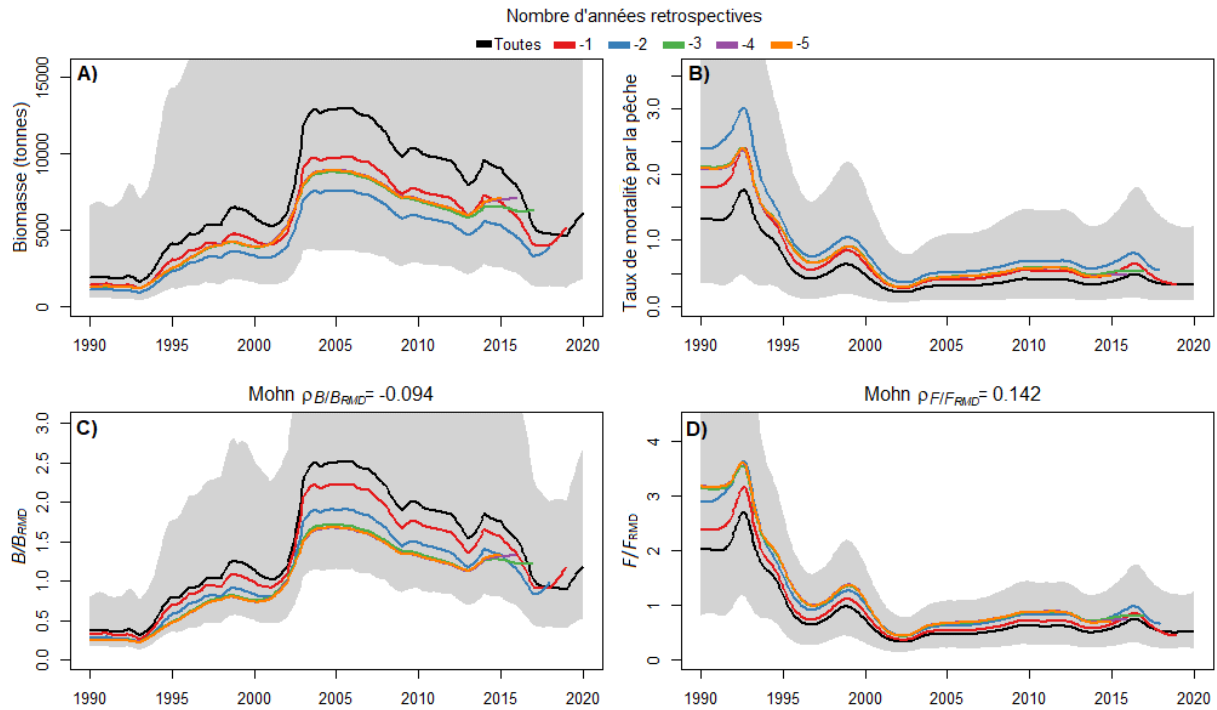 Nombre d'années retrospectives
Toutes -1 -2 -3 -4 -5
A)
Biomasse (tonnes)
0 5000 10000 15000
1990 1995 2000 2005 2010 2015 2020
B)
Taux de mortalité par la pêche
0.0 1.0 2.0 3.0
1990 1995 2000 2005 2010 2015 2020
Mohn ρB/BRMD= -0.094
C)
B/BRMD
0.0 0.5 1.0 1.5 2.0 2.5 3.0
1990 1995 2000 2005 2010 2015 2020
Mohn ρF/FRMD= 0.142
D)
F/FRMD
0 1 2 3 4
1990 1995 2000 2005 2010 2015 2020